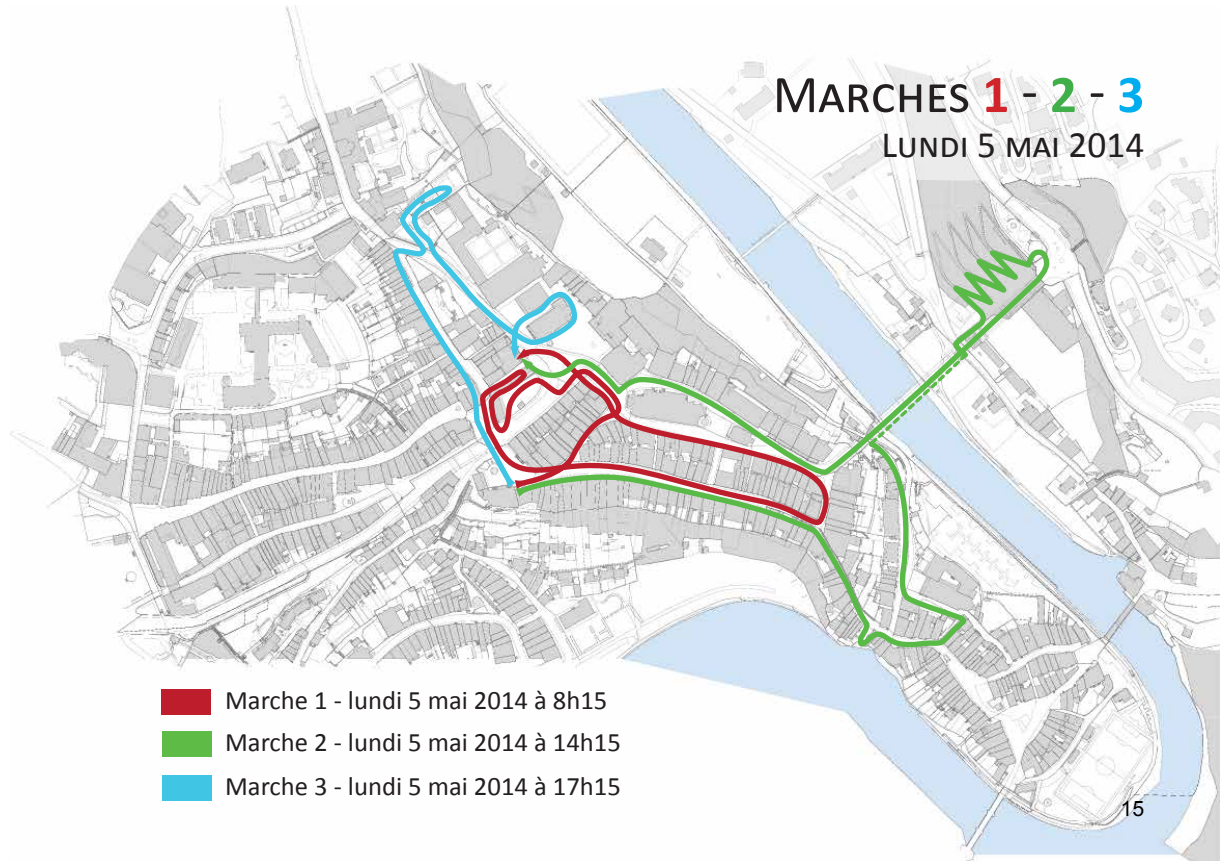 MARCHES 1 - 2 - 3
LUNDI 5 MAI 2014
Marche 1 - lundi 5 mai 2014 à 8h15
Marche 2 - lundi 5 mai 2014 à 14h15
Marche 3 - lundi 5 mai 2014 à 17h15
15